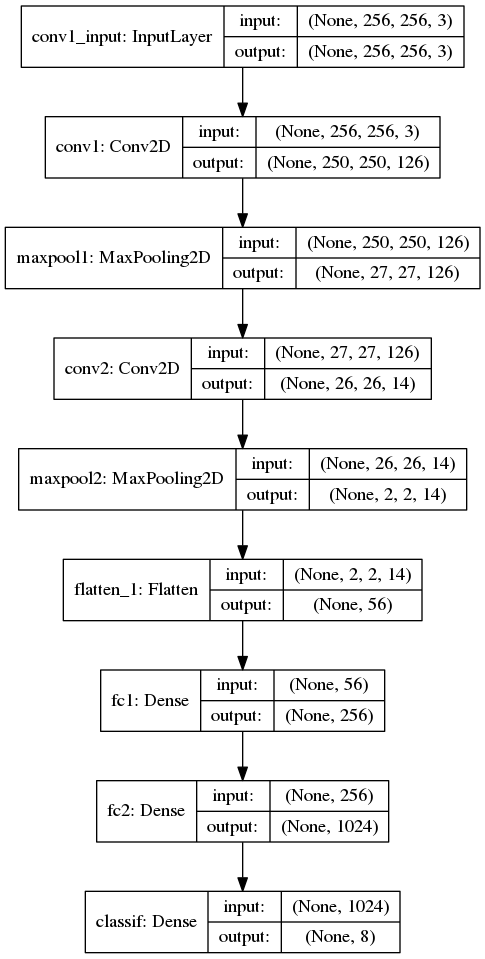 conv1_input: InputLayer
input: (None, 256, 256, 3)
output: (None, 256, 256, 3)
conv1: Conv2D
input: (None, 256, 256, 3)
output: (None, 250, 250, 126)
maxpool1: MaxPooling2D
input: (None, 250, 250, 126)
output: (None, 27, 27, 126)
conv2: Conv2D
input: (None, 27, 27, 126)
output: (None, 26, 26, 14)
maxpool2: MaxPooling2D
input: (None, 26, 26, 14)
output: (None, 2, 2, 14)
flatten_1: Flatten
input: (None, 2, 2, 14)
output: (None, 56)
fc1: Dense
input: (None, 56)
output: (None, 256)
fc2: Dense
input: (None, 256)
output: (None, 1024)
classif: Dense
input: (None, 1024)
output: (None, 8)